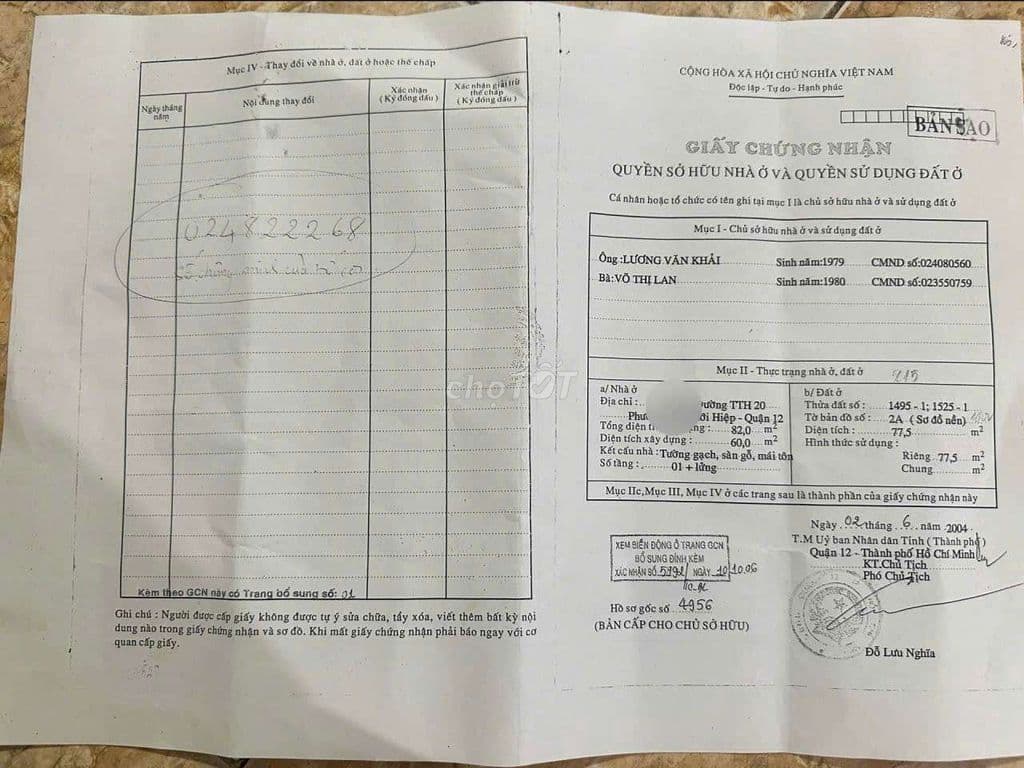 Mục IV - Thay đổi về nhà ở, đất ở hoặc thế chấp
Ngày tháng năm
Nội dung thay đổi
Xác nhận
( Ký đóng dấu )
Xác nhận giải trừ thế chấp
( Ký đóng dấu )
024822268
Kèm theo GCN này có Trang bổ sung số: 01
Ghi chú : Người được cấp giấy không được tự ý sửa chữa, tẩy xóa, viết thêm bất kỳ nội
dung nào trong giấy chứng nhận và sơ đồ. Khi mất giấy chứng nhận phải báo ngay với cơ
quan cấp giấy.
CỘNG HÒA XÃ HỘI CHỦ NGHĨA VIỆT NAM
Độc lập - Tự do - Hạnh phúc
BẢN SAO
GIẤY CHỨNG NHẬN
QUYỀN SỞ HỮU NHÀ Ở VÀ QUYỀN SỬ DỤNG ĐẤT Ở
Cá nhân hoặc tổ chức có tên ghi tại mục I là chủ sở hữu nhà ở và sử dụng đất ở
Mục I - Chủ sở hữu nhà ở và sử dụng đất ở
Ông: LƯƠNG VĂN KHẢI Sinh năm: 1979 CMND số: 024080560
Bà: VÕ THỊ LAN Sinh năm: 1980 CMND số: 023550759
Mục II - Thực trạng nhà ở, đất ở
a/ Nhà ở
Địa chỉ : Đường TTH 20
Hiệp - Quận 12
Tổng diện : 82,0 m²
Diện tích xây dựng : 60,0 m²
Kết cấu nhà : Tường gạch, sàn gỗ, mái tôn
Số tầng : 01 + lửng
b/ Đất ở
Thửa đất số : 1495 - 1; 1525 - 1
Tờ bản đồ số : 2A ( Sơ đồ nền)
Diện tích : 77,5 m²
Hình thức sử dụng :
Riêng 77,5 m²
Chung m²
Mục IIc, Mục III, Mục IV ở các trang sau là thành phần của giấy chứng nhận này
XEM BIẾN ĐỘNG Ở TRANG GCN
BỔ SUNG ĐÍNH KÈM
XÁC NHẬN SỐ 5192/ NGÀY 10.10.06
Hồ sơ gốc số 4956
(BẢN CẤP CHO CHỦ SỞ HỮU)
Ngày 02 tháng 6 năm 2004
T.M Uỷ ban Nhân dân Tỉnh ( Thành phố )
Quận 12 - Thành phố Hồ Chí Minh
KT.Chủ Tịch
Phó Chủ Tịch
Đỗ Lưu Nghĩa
chợTỐT